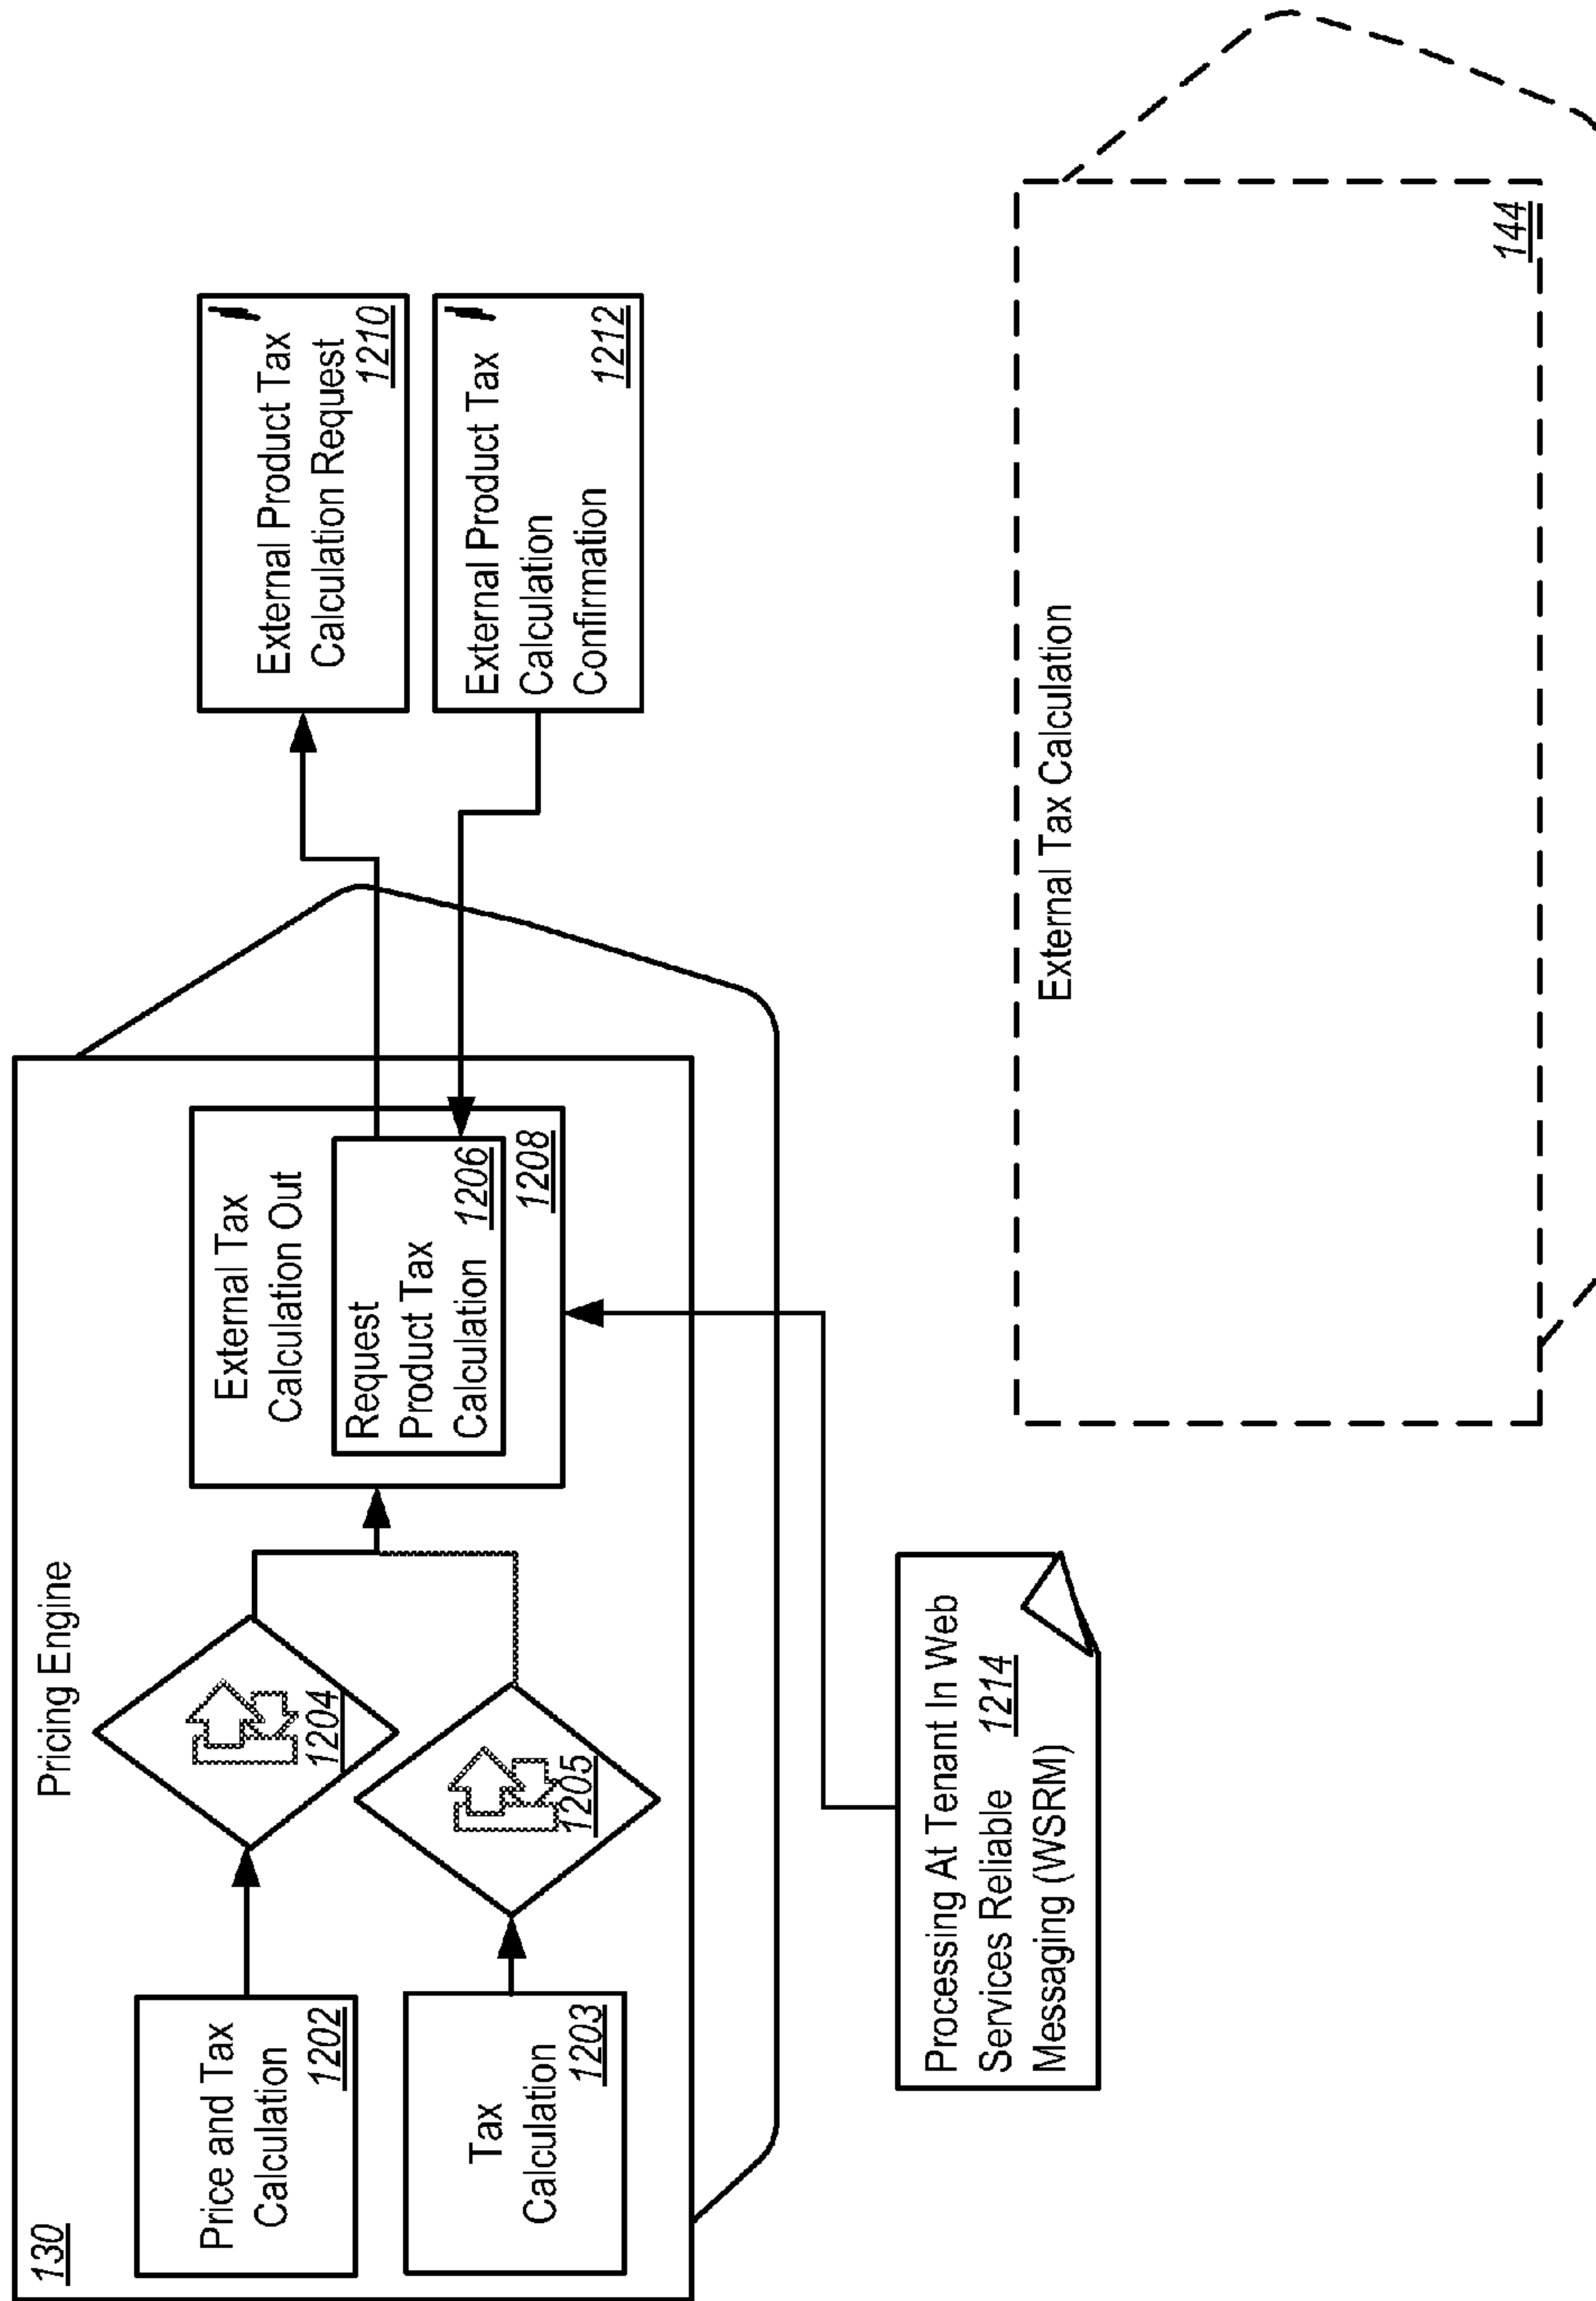 130
Pricing Engine
Price and Tax
Calculation
1202
1204
Tax
Calculation
1203
1205
External Tax
Calculation Out
Request
Product Tax
Calculation
1206
1208
External Product Tax
Calculation Request
1210
External Product Tax
Calculation
Confirmation
1212
Processing At Tenant In Web
Services Reliable 1214
Messaging (WSRM)
External Tax Calculation
144